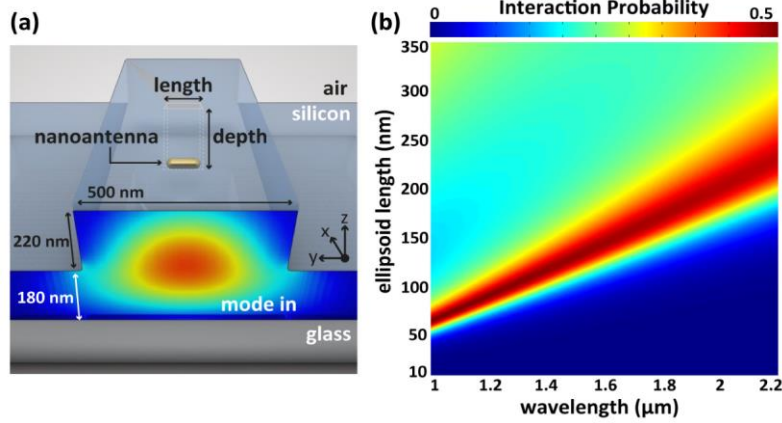 (a)
length
air
silicon
nanoantenna
depth
500 nm
220 nm
x
z
y
180 nm
mode in
glass
(b)
Interaction Probability
0
0.5
ellipsoid length (nm)
350
300
250
200
150
100
50
10
1
1.2
1.4
1.6
1.8
2
2.2
wavelength (μm)